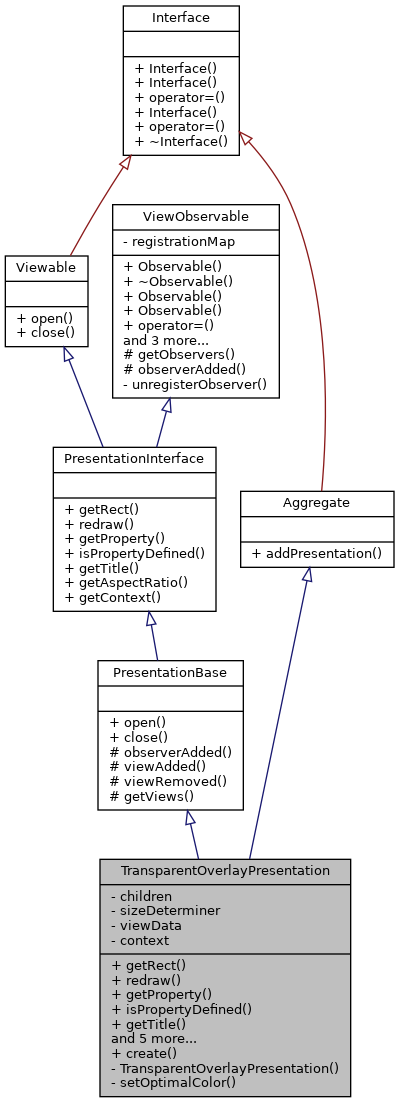 Interface
+ Interface()
+ Interface()
+ operator=()
+ Interface()
+ operator=()
+ ~Interface()
ViewObservable
- registrationMap
+ Observable()
+ ~Observable()
+ Observable()
+ Observable()
+ operator=()
and 3 more...
# getObservers()
# observerAdded()
- unregisterObserver()
Viewable
+ open()
+ close()
PresentationInterface
+ getRect()
+ redraw()
+ getProperty()
+ isPropertyDefined()
+ getTitle()
+ getAspectRatio()
+ getContext()
Aggregate
+ addPresentation()
PresentationBase
+ open()
+ close()
# observerAdded()
# viewAdded()
# viewRemoved()
# getViews()
TransparentOverlayPresentation
- children
- sizeDeterminer
- viewData
- context
+ getRect()
+ redraw()
+ getProperty()
+ isPropertyDefined()
+ getTitle()
and 5 more...
+ create()
- TransparentOverlayPresentation()
- setOptimalColor()